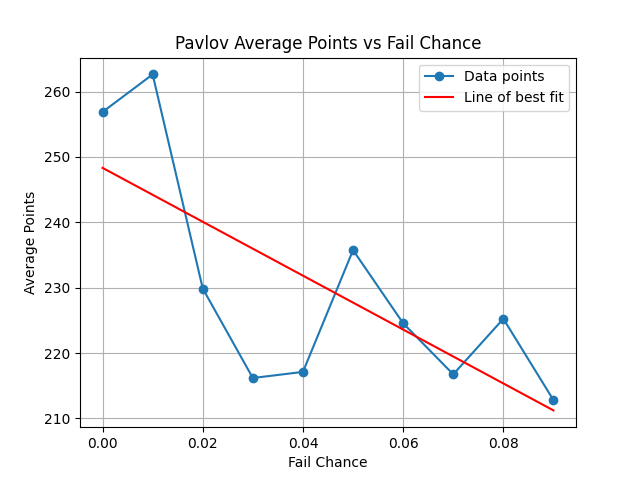 Pavlov Average Points vs Fail Chance
Data points
Line of best fit
260
250
240
230
220
210
Average Points
0.00 0.02 0.04 0.06 0.08
Fail Chance